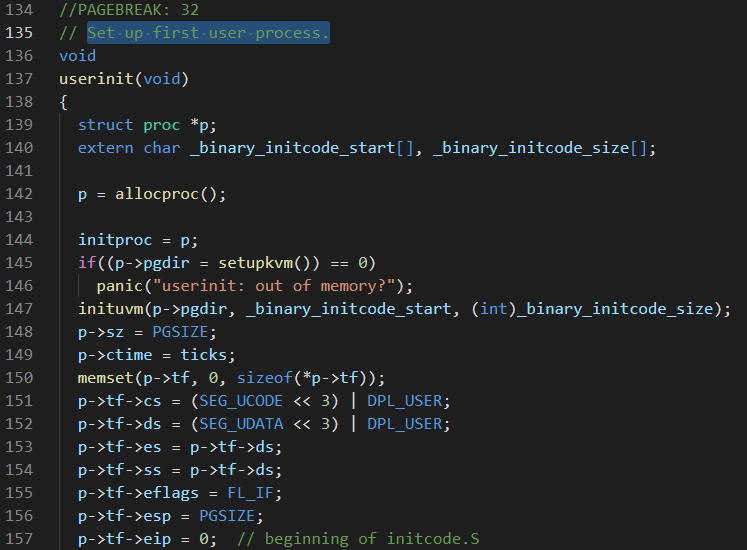 134 //PAGEBREAK: 32
135 // Set up first user process.
136 void
137 userinit(void)
138 {
139   struct proc *p;
140   extern char _binary_initcode_start[], _binary_initcode_size[];
141
142   p = allocproc();
143
144   initproc = p;
145   if((p->pgdir = setupkvm()) == 0)
146     panic("userinit: out of memory?");
147   inituvm(p->pgdir, _binary_initcode_start, (int)_binary_initcode_size);
148   p->sz = PGSIZE;
149   p->ctime = ticks;
150   memset(p->tf, 0, sizeof(*p->tf));
151   p->tf->cs = (SEG_UCODE << 3) | DPL_USER;
152   p->tf->ds = (SEG_UDATA << 3) | DPL_USER;
153   p->tf->es = p->tf->ds;
154   p->tf->ss = p->tf->ds;
155   p->tf->eflags = FL_IF;
156   p->tf->esp = PGSIZE;
157   p->tf->eip = 0;  // beginning of initcode.S